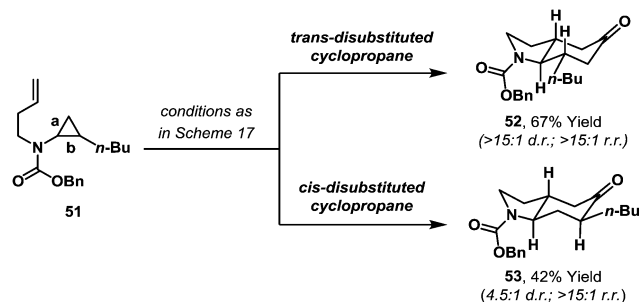 a
b
N
n-Bu
O
OBn
51
conditions as
in Scheme 17
trans-disubstituted
cyclopropane
cis-disubstituted
cyclopropane
H
O
H
N
O
n-Bu
H
OBn
52, 67% Yield
(>15:1 d.r.; >15:1 r.r.)
H
O
N
n-Bu
O
H
H
OBn
53, 42% Yield
(4.5:1 d.r.; >15:1 r.r.)